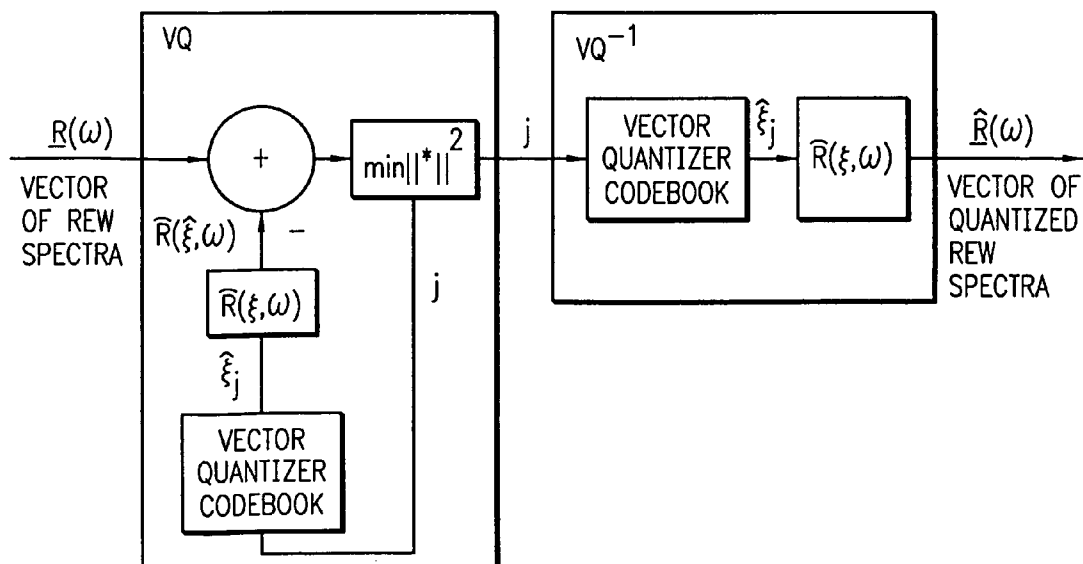 VQ
R̲(ω)
VECTOR
OF REW
SPECTRA
+
−
R̂(ξ̂,ω)
R̂(ξ,ω)
ξ̂j
VECTOR
QUANTIZER
CODEBOOK
min||*||²
j
j
VQ⁻¹
VECTOR
QUANTIZER
CODEBOOK
ξ̂j
R̂(ξ,ω)
R̲̂(ω)
VECTOR OF
QUANTIZED
REW
SPECTRA